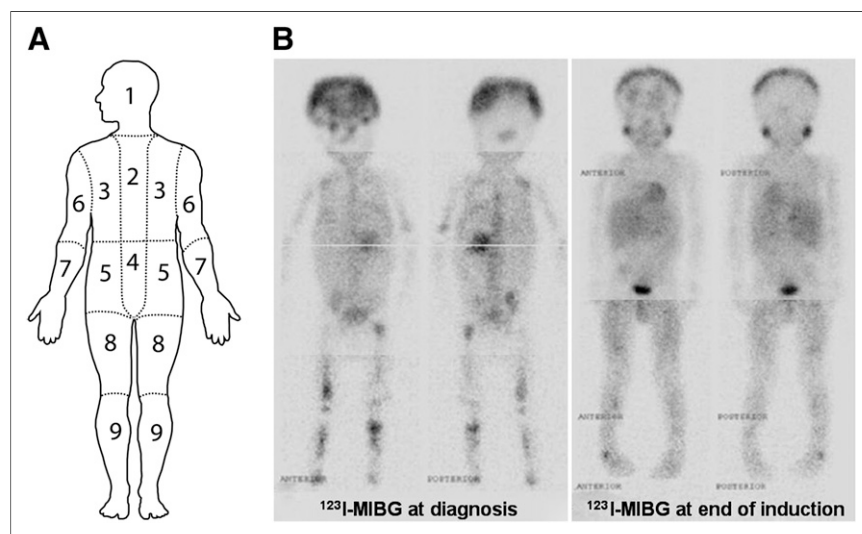 A
B
1
2
3
3
6
6
4
5
5
7
7
8
8
9
9
ANTERIOR
POSTERIOR
¹²³I-MIBG at diagnosis
ANTERIOR
POSTERIOR
ANTERIOR
POSTERIOR
ANTERIOR
POSTERIOR
¹²³I-MIBG at end of induction